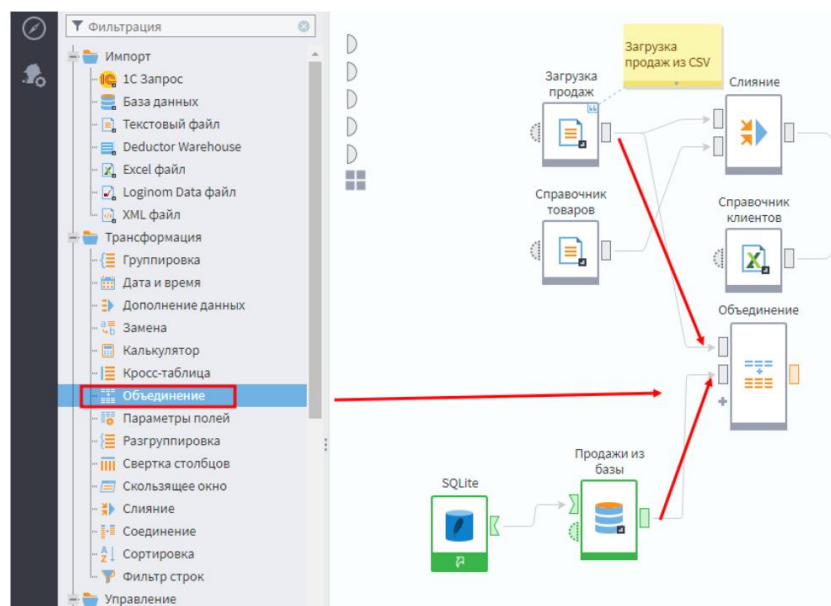 Фильтрация
Импорт
1С Запрос
База данных
Текстовый файл
Deductor Warehouse
Excel файл
Loginom Data файл
XML файл
Трансформация
Группировка
Дата и время
Дополнение данных
Замена
Калькулятор
Кросс-таблица
Объединение
Параметры полей
Разгруппировка
Свертка столбцов
Скользящее окно
Слияние
Соединение
Сортировка
Фильтр строк
Управление
Загрузка
продаж из CSV
Загрузка
продаж
Слияние
Справочник
товаров
Справочник
клиентов
Объединение
Продажи из
базы
SQLite